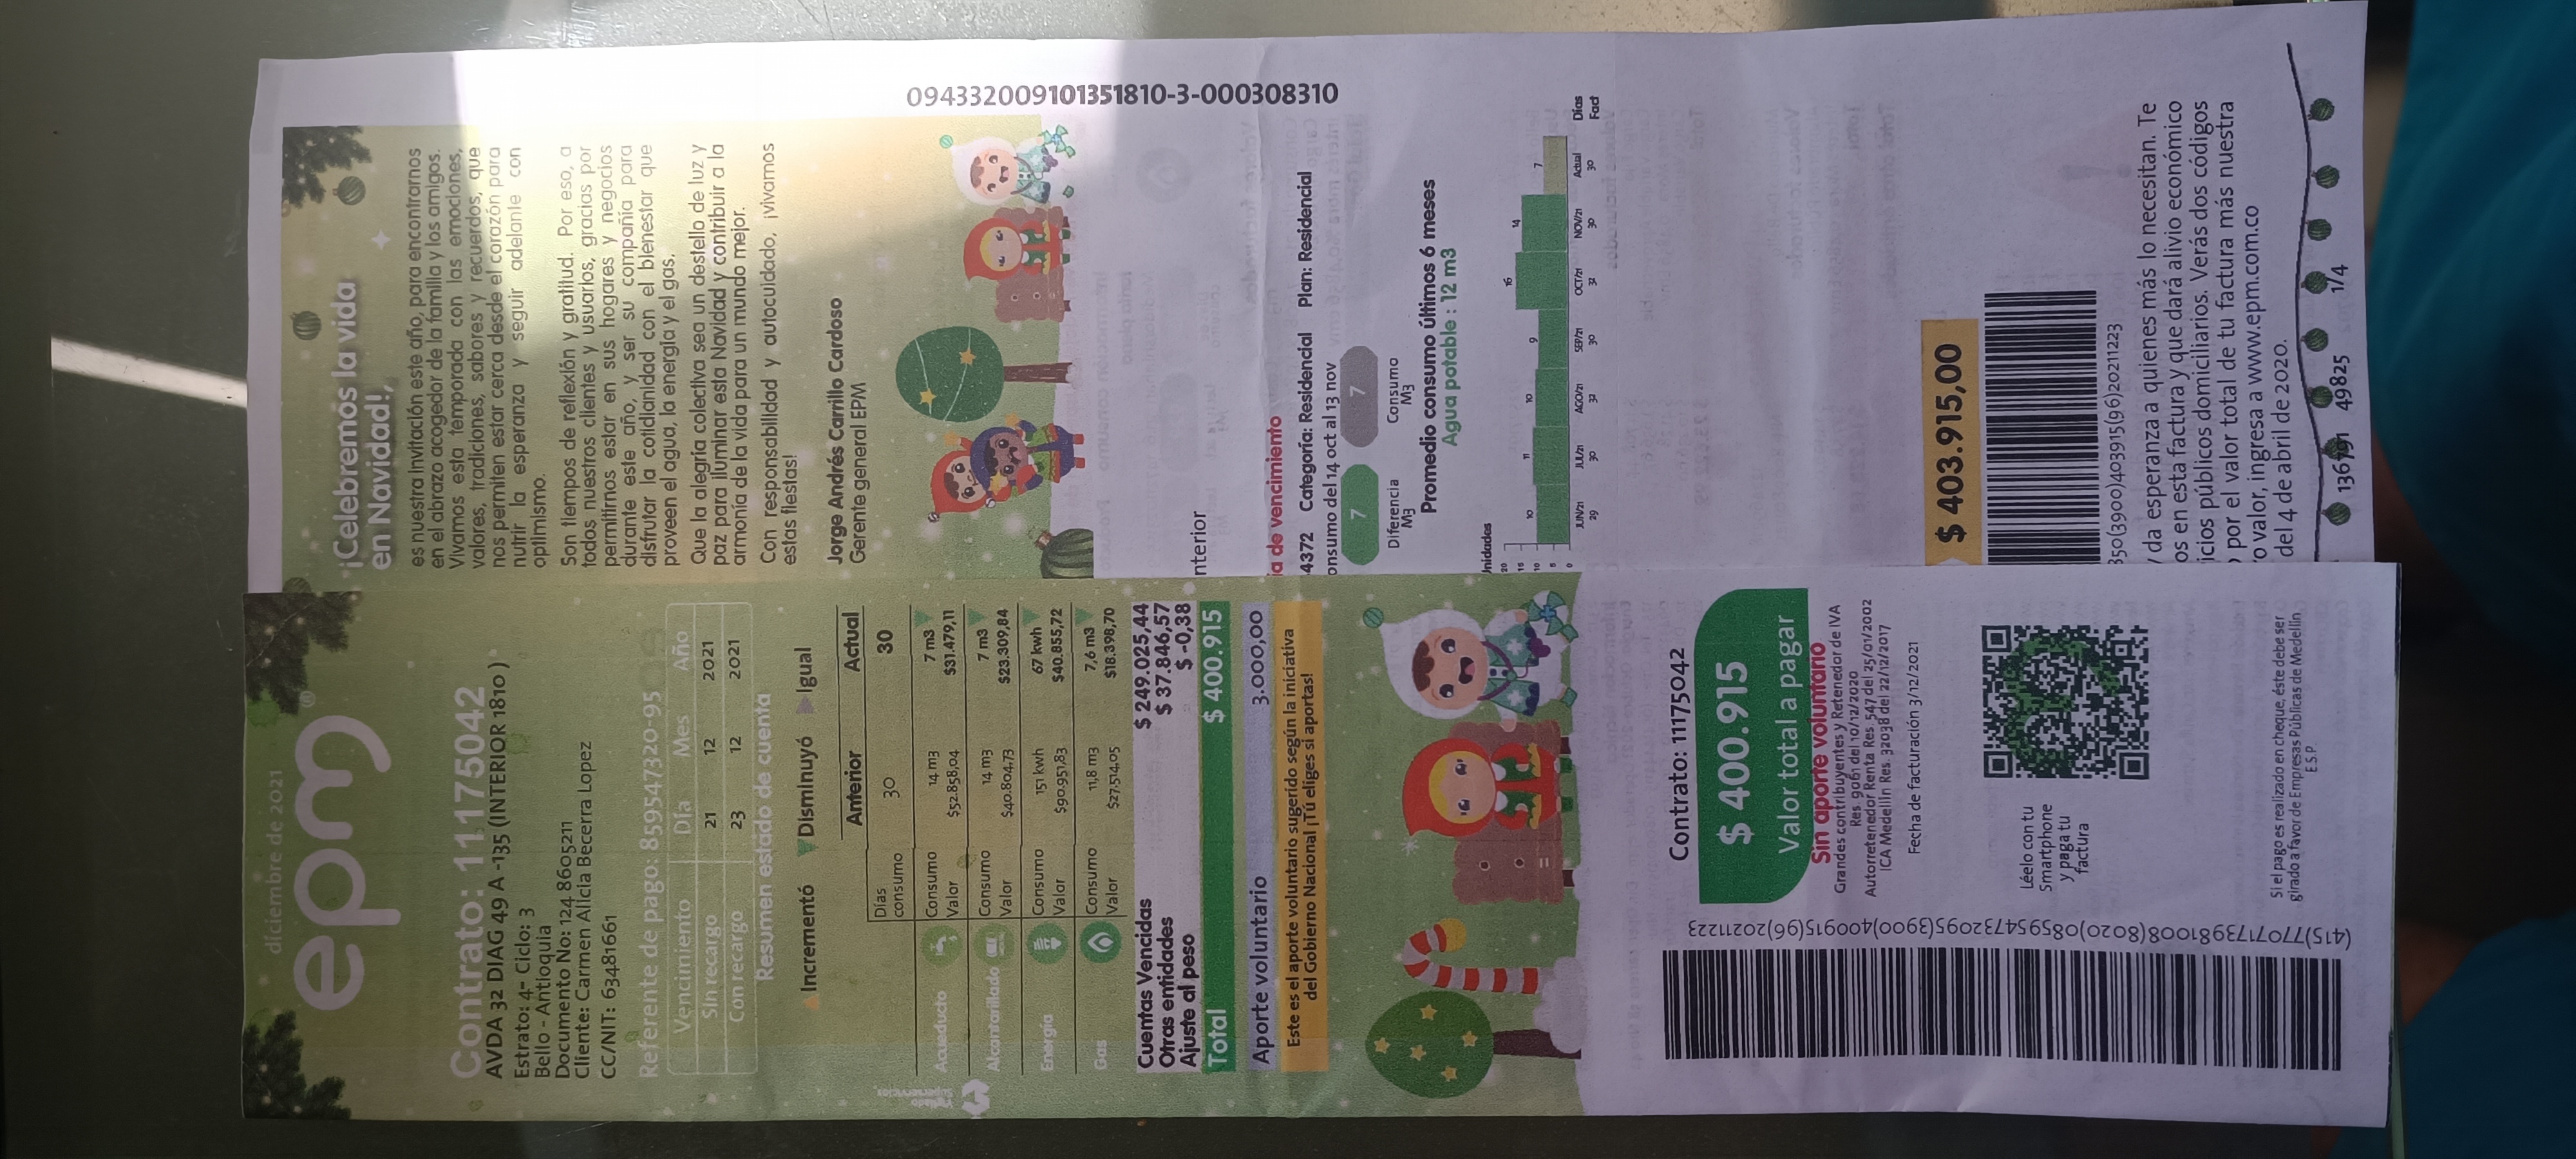 diciembre de 2021
epm®
Contrato: 11175042
AVDA 32 DIAG 49 A -135 (INTERIOR 1810 )
Estrato: 4- Ciclo: 3
Bello - Antioquia
Documento No: 124 8605211
Cliente: Carmen Alicia Becerra Lopez
CC/NIT: 63481661
Referente de pago: 859547320-95
Vencimiento Día Mes Año
Sin recargo 21 12 2021
Con recargo 23 12 2021
Resumen estado de cuenta
Incrementó Disminuyó Igual
Anterior Actual
Días consumo 30 30
Acueducto Consumo 14 m3 7 m3
Valor $52.858,04 $31.479,11
Alcantarillado Consumo 14 m3 7 m3
Valor $40.804,73 $23.309,84
Energía Consumo 151 kwh 67 kwh
Valor $90.951,83 $40.855,72
Gas Consumo 11,8 m3 7,6 m3
Valor $27.514,05 $18.398,70
Cuentas Vencidas $ 249.025,44
Otras entidades $ 37.846,57
Ajuste al peso $ -0,38
Total $ 400.915
Aporte voluntario 3.000,00
Este es el aporte voluntario sugerido según la iniciativa
del Gobierno Nacional ¡Tú eliges si aportas!
Contrato: 11175042
$ 400.915
Valor total a pagar
Sin aporte voluntario
Grandes contribuyentes y Retenedor de IVA
Res. 9061 del 10/12/2020
Autorretenedor Renta Res. 547 del 25/01/2002
ICA Medellín Res. 32038 del 22/12/2017
Fecha de facturación 3/12/2021
Léelo con tu
Smartphone
y paga tu
factura
(415)7707173981008(8020)0859547320955(3900)400915(96)20211223
Si el pago es realizado en cheque, éste debe ser
girado a favor de Empresas Públicas de Medellín
E.S.P.
¡Celebremos la vida
en Navidad!,
es nuestra invitación este año, para encontrarnos
en el abrazo acogedor de la familia y los amigos.
Vivamos esta temporada con las emociones,
valores, tradiciones, sabores y recuerdos, que
nos permiten estar cerca desde el corazón para
nutrir la esperanza y seguir adelante con
optimismo.
Son tiempos de reflexión y gratitud. Por eso, a
todos nuestros clientes y usuarios, gracias por
permitirnos estar en sus hogares y negocios
durante este año, y ser su compañía para
disfrutar la cotidianidad con el bienestar que
proveen el agua, la energía y el gas.
Que la alegría colectiva sea un destello de luz y
paz para iluminar esta Navidad y contribuir a la
armonía de la vida para un mundo mejor.
Con responsabilidad y autocuidado, ¡vivamos
estas fiestas!
Jorge Andrés Carrillo Cardoso
Gerente general EPM
094332009101351810-3-000308310
nterior
ia de vencimiento
4372 Categoría: Residencial Plan: Residencial
onsumo del 14 oct al 13 nov
7 7
Diferencia M3 Consumo M3
Promedio consumo últimos 6 meses
Agua potable : 12 m3
Unidades
20
15
10
5
0
10 11 10 9 16 14 7
JUN/21 JUL/21 AGO/21 SEP/21 OCT/21 NOV/21 Actual Días
29 30 32 30 31 30 30 Fact
$ 403.915,00
350(3900)403915(96)20211223
y da esperanza a quienes más lo necesitan. Te
os en esta factura y que dará alivio económico
icios públicos domiciliarios. Verás dos códigos
por el valor total de tu factura más nuestra
o valor, ingresa a www.epm.com.co
del 4 de abril de 2020.
49825 1/4